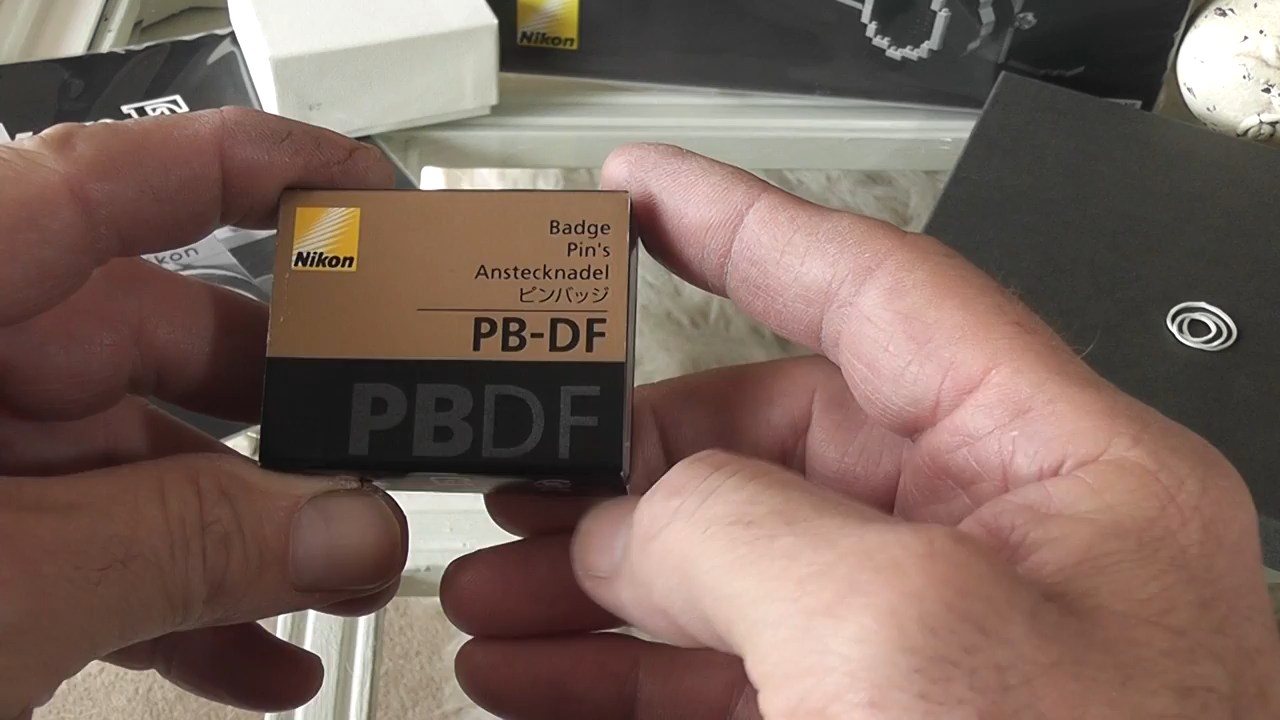 Nikon
Nikon
Badge
Pin's
Anstecknadel
ピンバッジ
PB-DF
PBDF